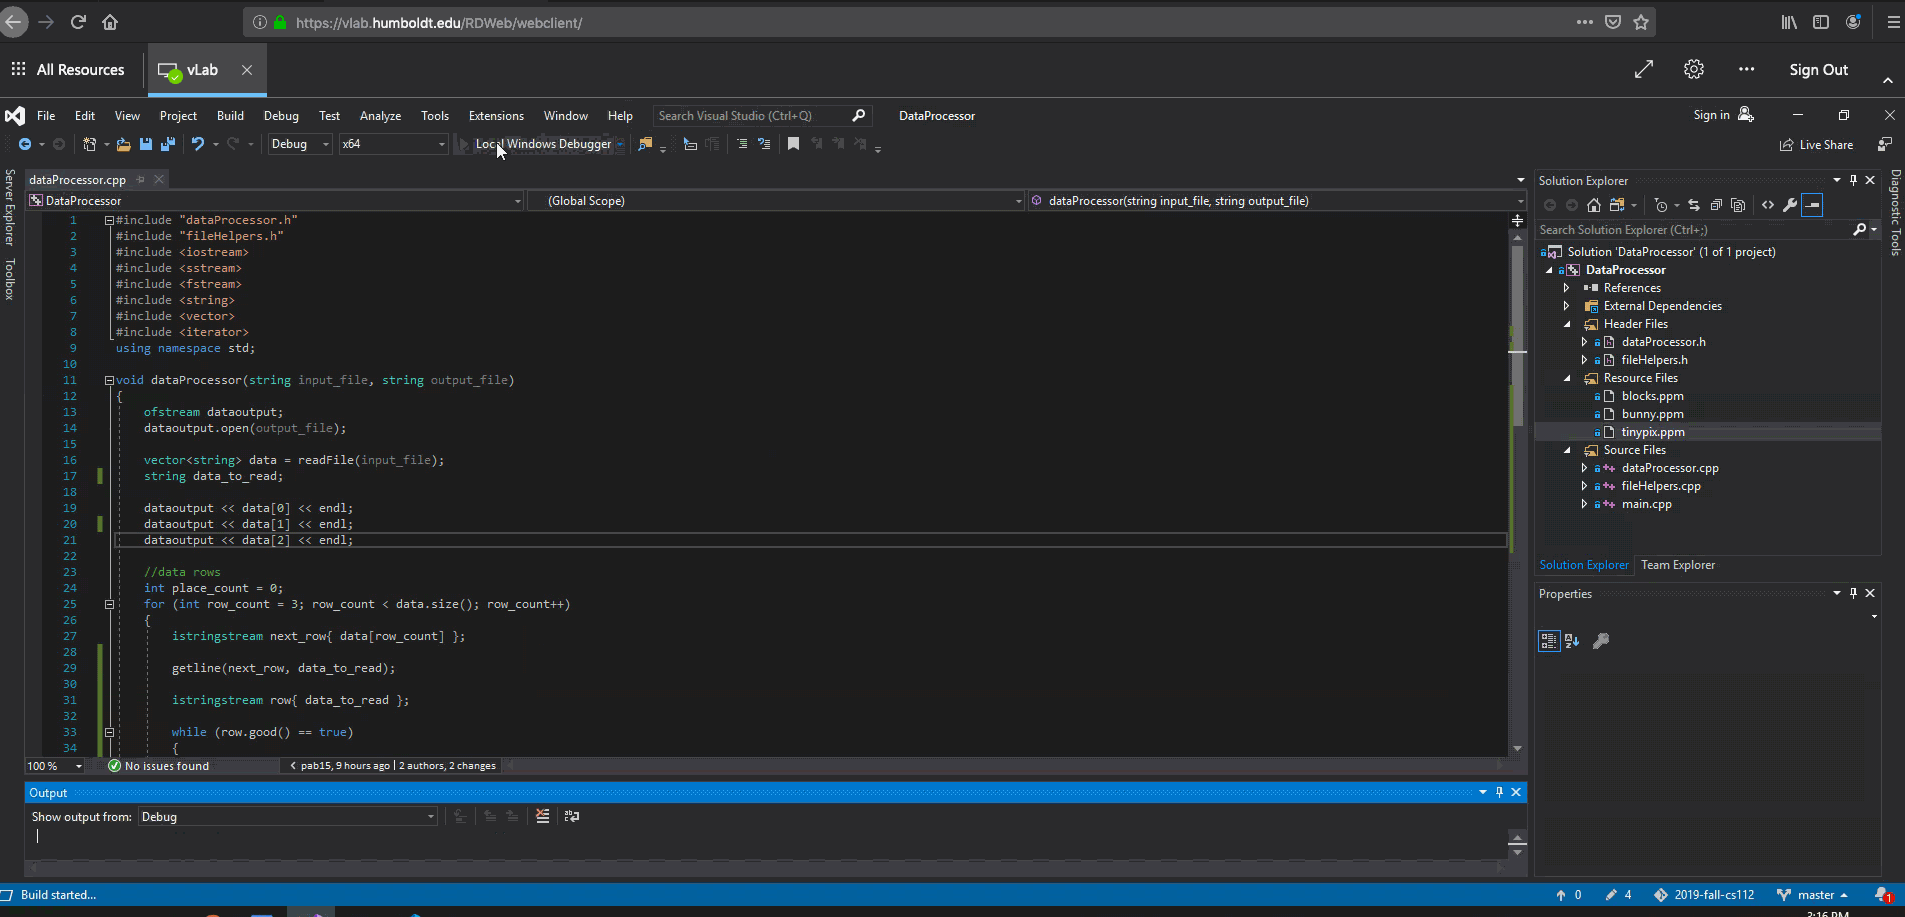 https://vlab.humboldt.edu/RDWeb/webclient/
All Resources
vLab
Sign Out
File Edit View Project Build Debug Test Analyze Tools Extensions Window Help Search Visual Studio (Ctrl+Q) DataProcessor
Sign in
Debug x64 Local Windows Debugger
Live Share
Server Explorer
Toolbox
dataProcessor.cpp
DataProcessor (Global Scope) dataProcessor(string input_file, string output_file)
1 #include "dataProcessor.h"
2 #include "fileHelpers.h"
3 #include <iostream>
4 #include <sstream>
5 #include <fstream>
6 #include <string>
7 #include <vector>
8 #include <iterator>
9 using namespace std;
10
11 void dataProcessor(string input_file, string output_file)
12 {
13 ofstream dataoutput;
14 dataoutput.open(output_file);
15
16 vector<string> data = readFile(input_file);
17 string data_to_read;
18
19 dataoutput << data[0] << endl;
20 dataoutput << data[1] << endl;
21 dataoutput << data[2] << endl;
22
23 //data rows
24 int place_count = 0;
25 for (int row_count = 3; row_count < data.size(); row_count++)
26 {
27 istringstream next_row{ data[row_count] };
28
29 getline(next_row, data_to_read);
30
31 istringstream row{ data_to_read };
32
33 while (row.good() == true)
34 {
100 % No issues found < pab15, 9 hours ago | 2 authors, 2 changes
Output
Show output from: Debug
Solution Explorer
Search Solution Explorer (Ctrl+;)
Solution 'DataProcessor' (1 of 1 project)
DataProcessor
References
External Dependencies
Header Files
dataProcessor.h
fileHelpers.h
Resource Files
blocks.ppm
bunny.ppm
tinypix.ppm
Source Files
dataProcessor.cpp
fileHelpers.cpp
main.cpp
Solution Explorer Team Explorer
Properties
Diagnostic Tools
Build started... 0 4 2019-fall-cs112 master 1
3:16 PM